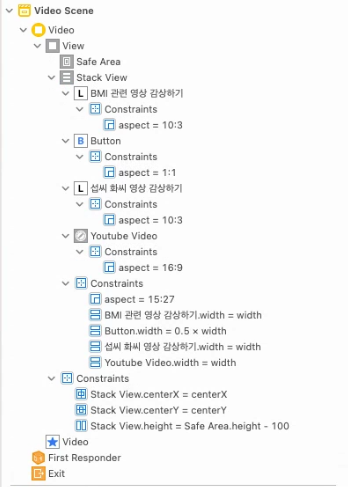 Video Scene
Video
View
Safe Area
Stack View
L BMI 관련 영상 감상하기
Constraints
aspect = 10:3
B Button
Constraints
aspect = 1:1
L 섭씨 화씨 영상 감상하기
Constraints
aspect = 10:3
Youtube Video
Constraints
aspect = 16:9
Constraints
aspect = 15:27
BMI 관련 영상 감상하기.width = width
Button.width = 0.5 × width
섭씨 화씨 영상 감상하기.width = width
Youtube Video.width = width
Constraints
Stack View.centerX = centerX
Stack View.centerY = centerY
Stack View.height = Safe Area.height - 100
Video
First Responder
Exit